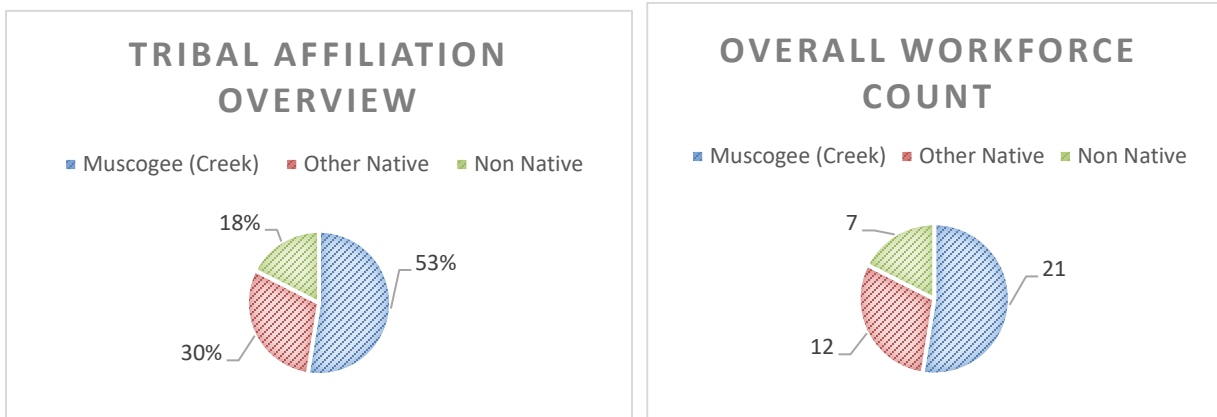 TRIBAL AFFILIATION
OVERVIEW
Muscogee (Creek) Other Native Non Native
18%
53%
30%
OVERALL WORKFORCE
COUNT
Muscogee (Creek) Other Native Non Native
7
21
12